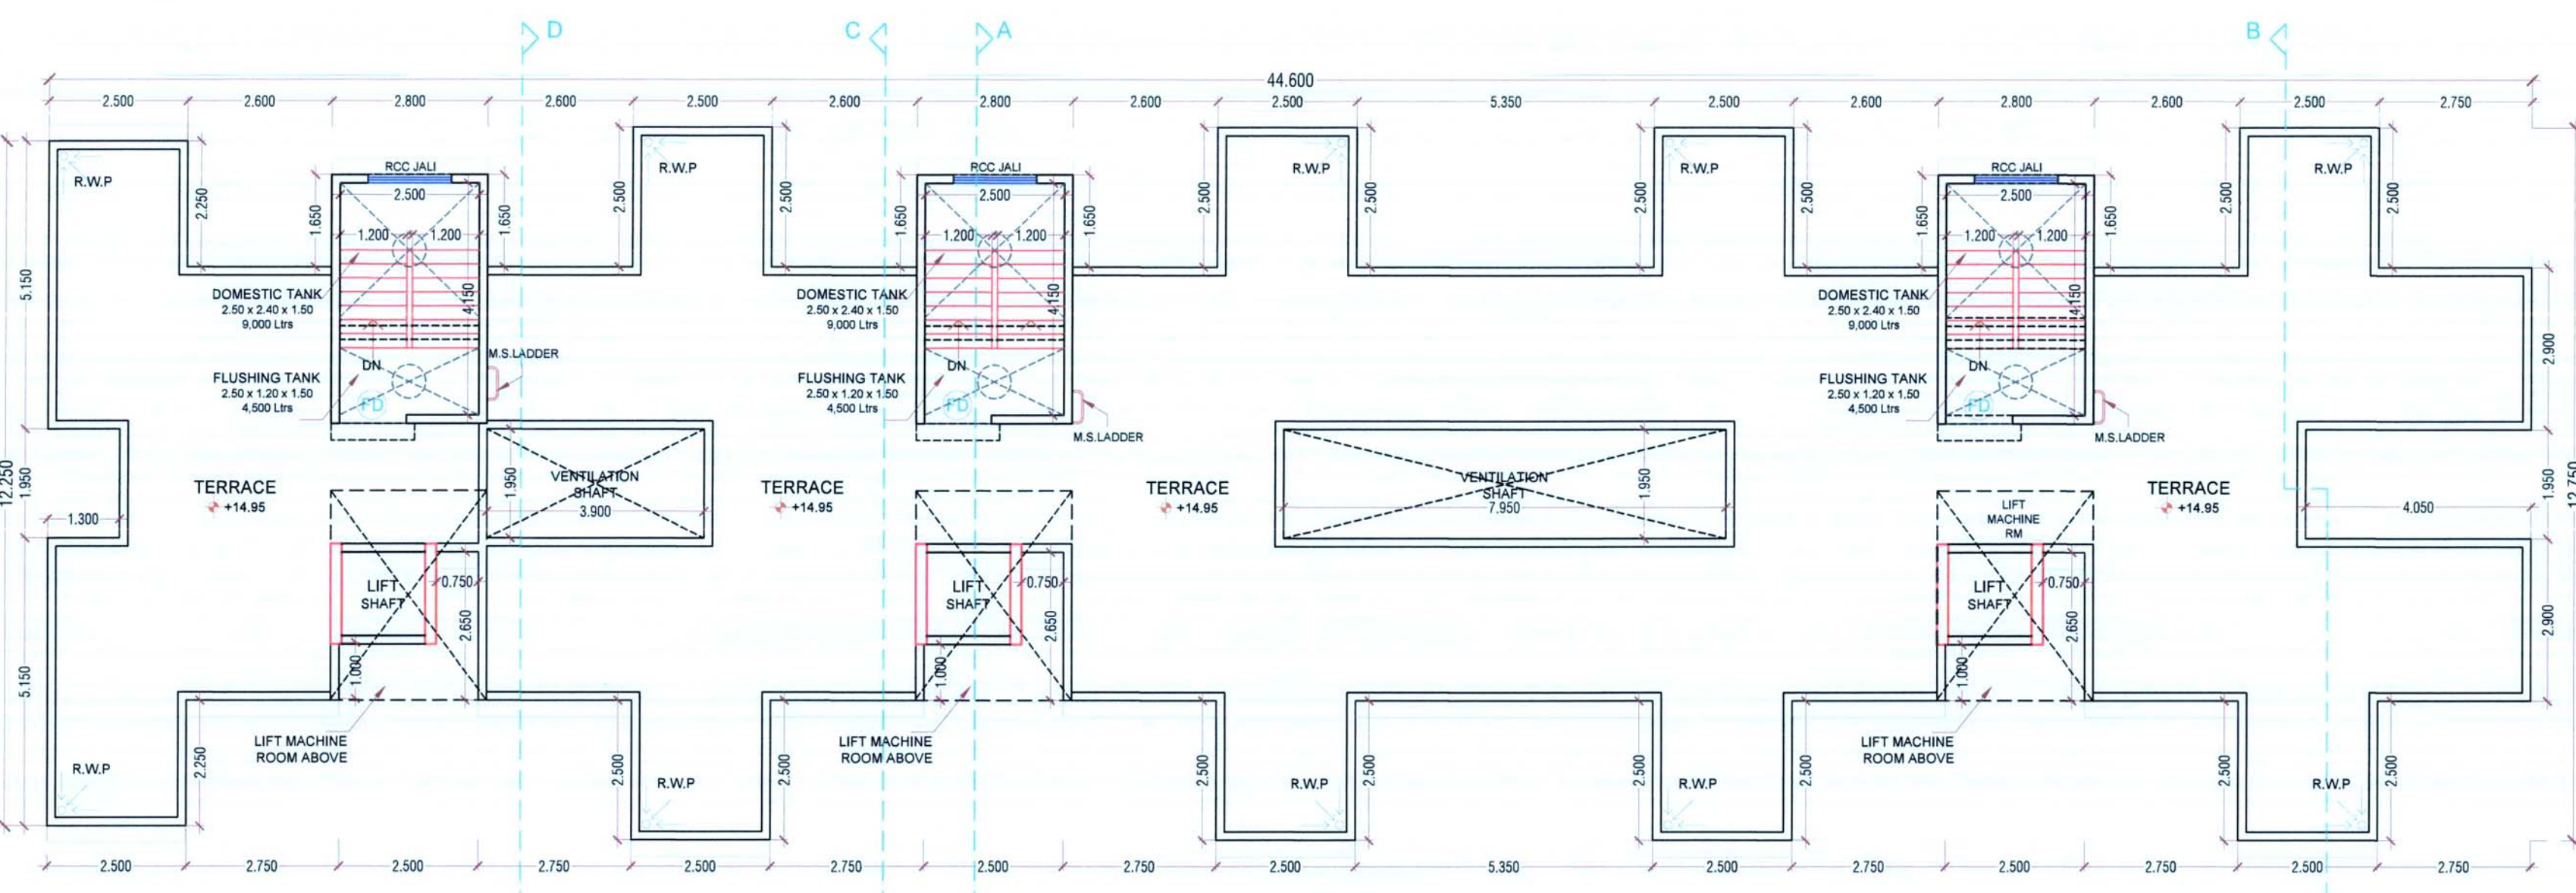 D
C
A
B
44.600
2.500 2.600 2.800 2.600 2.500 2.600 2.800 2.600 2.500 5.350 2.500 2.600 2.800 2.600 2.500 2.750
RCC JALI RCC JALI RCC JALI
R.W.P R.W.P R.W.P R.W.P R.W.P
2.500 2.500 2.500
2.250 1.650 1.650 2.500 2.500 1.650 1.650 2.500 2.500 2.500 2.500 1.650 1.650 2.500 2.500
1.200 1.200 1.200 1.200 1.200 1.200
5.150 4.150 4.150 4.150
DOMESTIC TANK DOMESTIC TANK DOMESTIC TANK
2.50 x 2.40 x 1.50 2.50 x 2.40 x 1.50 2.50 x 2.40 x 1.50
9,000 Ltrs 9,000 Ltrs 9,000 Ltrs
2.900
M.S.LADDER
DN DN DN
FLUSHING TANK FLUSHING TANK FLUSHING TANK
2.50 x 1.20 x 1.50 2.50 x 1.20 x 1.50 2.50 x 1.20 x 1.50
4,500 Ltrs 4,500 Ltrs 4,500 Ltrs
FD FD FD
M.S.LADDER M.S.LADDER
12.250 1.950 1.950 1.950 1.950 12.750
VENTILATION VENTILATION
SHAFT SHAFT
TERRACE TERRACE TERRACE TERRACE
+14.95 +14.95 +14.95 +14.95
1.300 3.900 7.950 4.050
LIFT
MACHINE
RM
LIFT LIFT LIFT
SHAFT SHAFT SHAFT
0.750 0.750 0.750
2.650 2.650 2.650 2.900
5.150 1.000 1.000 1.000
LIFT MACHINE LIFT MACHINE LIFT MACHINE
ROOM ABOVE ROOM ABOVE ROOM ABOVE
2.250 2.500 2.500 2.500 2.500 2.500 2.500 2.500 2.500
R.W.P R.W.P R.W.P R.W.P R.W.P
2.500 2.750 2.500 2.750 2.500 2.750 2.500 2.750 2.500 5.350 2.500 2.750 2.500 2.750 2.500 2.750